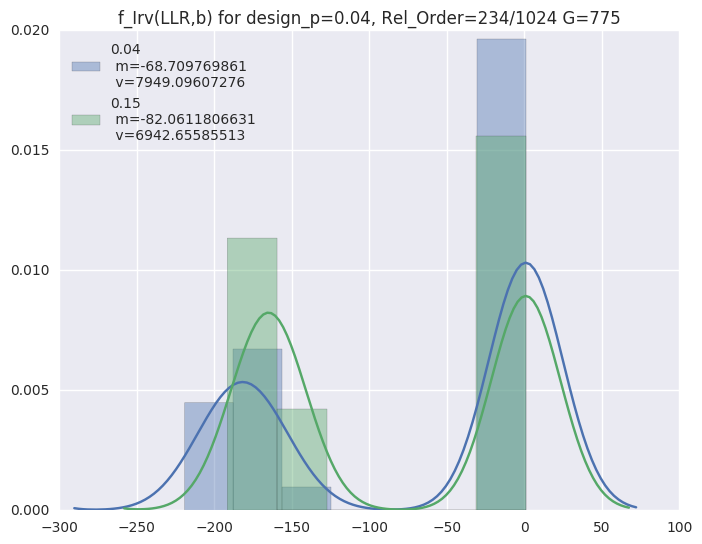 f_Irv(LLR,b) for design_p=0.04, Rel_Order=234/1024 G=775
0.04
m=-68.709769861
v=7949.09607276
0.15
m=-82.0611806631
v=6942.65585513
0.020
0.015
0.010
0.005
0.000
−300 −250 −200 −150 −100 −50 0 50 100